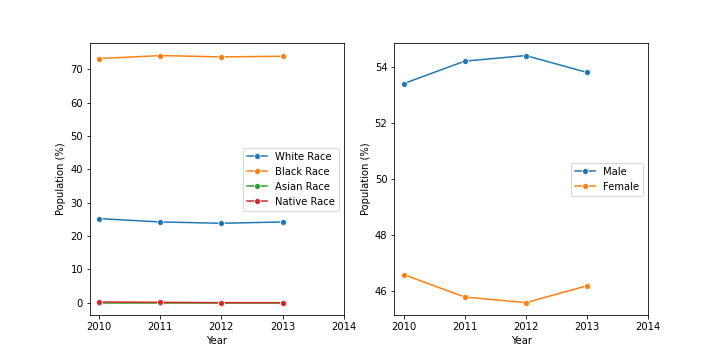 Population (%)
70
60
50
40
30
20
10
0
2010 2011 2012 2013 2014
Year
White Race
Black Race
Asian Race
Native Race
Population (%)
54
52
50
48
46
2010 2011 2012 2013 2014
Year
Male
Female